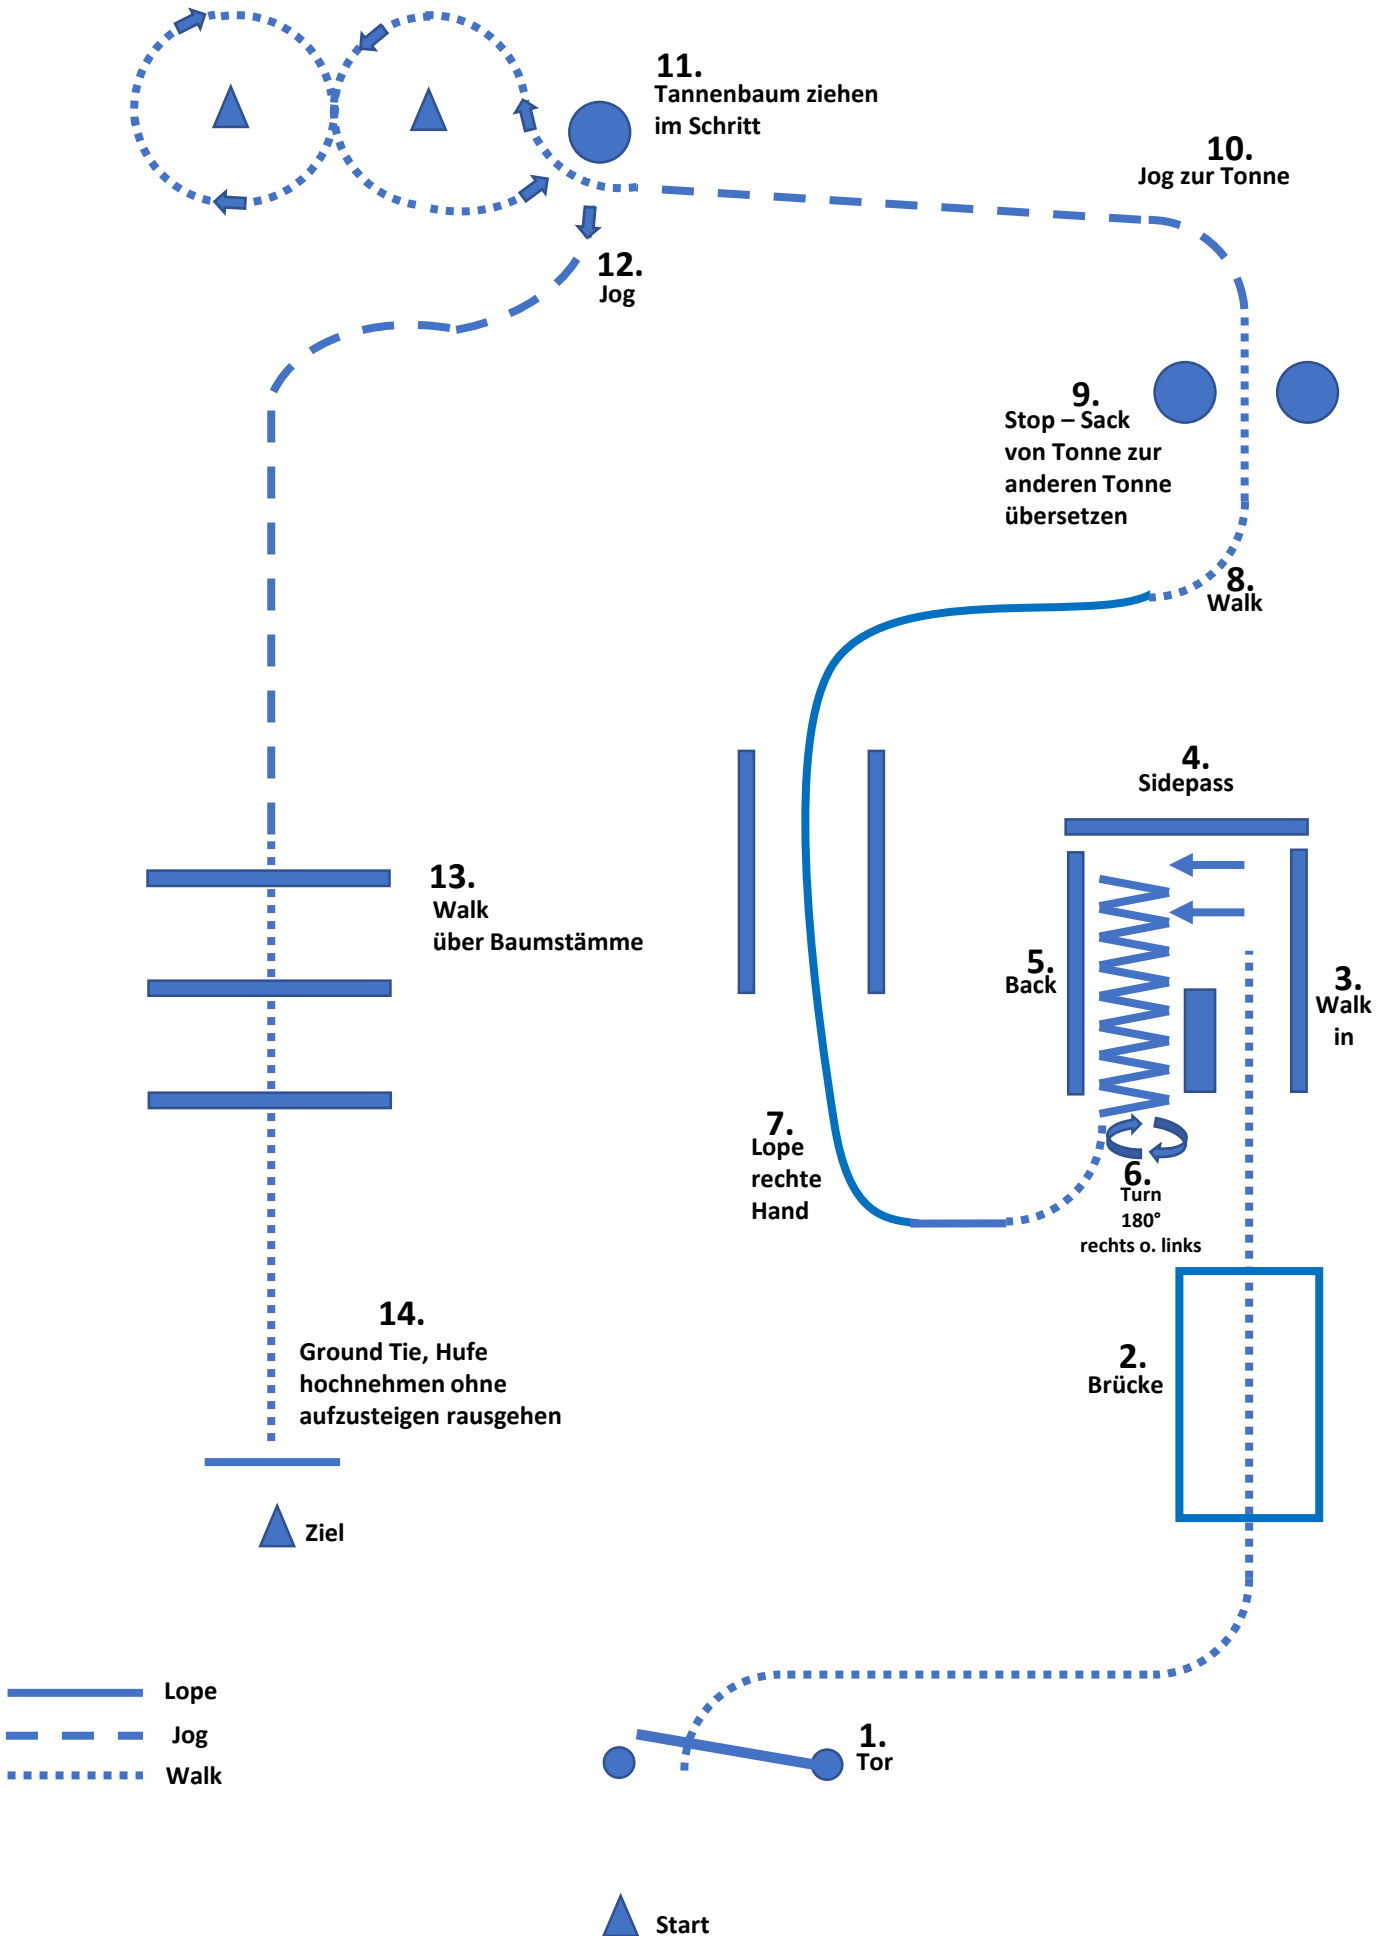 11.
Tannenbaum ziehen
im Schritt
10.
Jog zur Tonne
12.
Jog
9.
Stop – Sack
von Tonne zur
anderen Tonne
übersetzen
8.
Walk
4.
Sidepass
13.
Walk
über Baumstämme
5.
Back
3.
Walk
in
7.
Lope
rechte
Hand
6.
Turn
180°
rechts o. links
14.
Ground Tie, Hufe
hochnehmen ohne
aufzusteigen rausgehen
2.
Brücke
Ziel
Lope
Jog
Walk
1.
Tor
Start